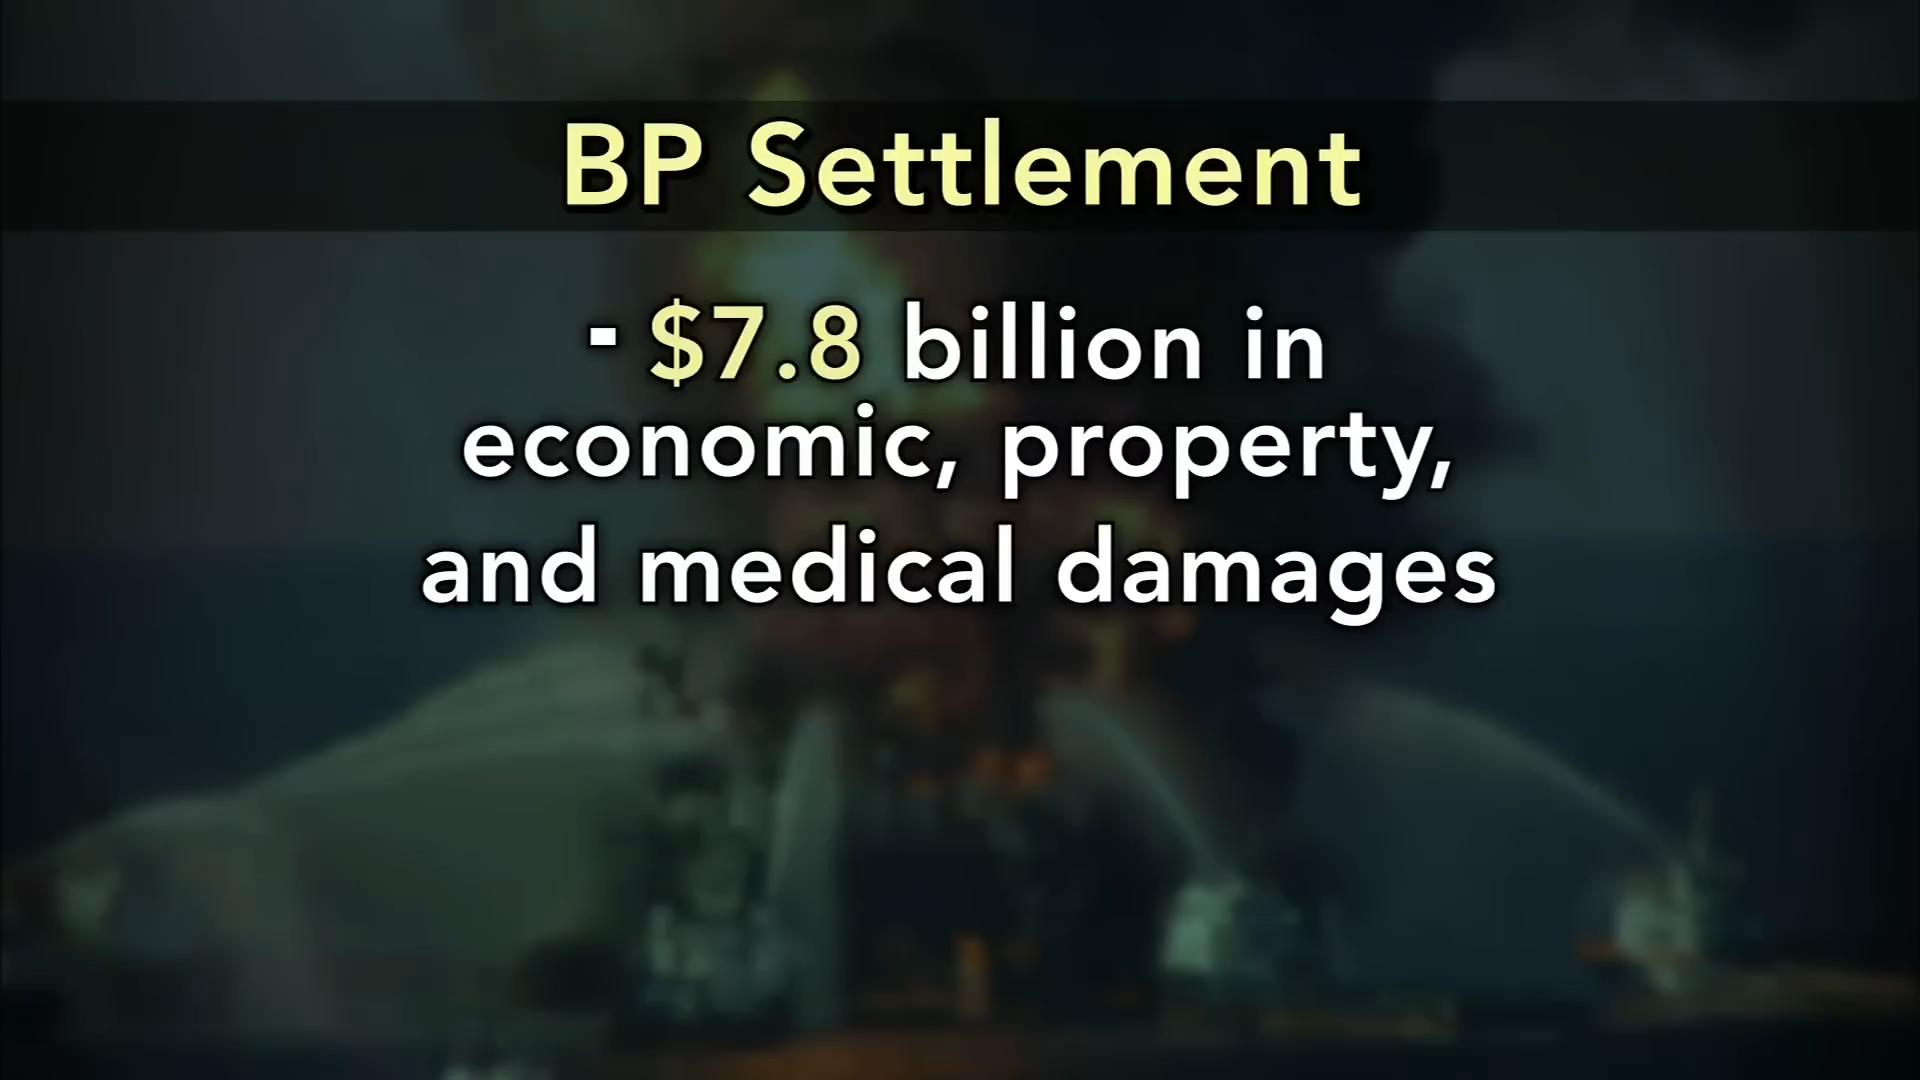 BP Settlement
- $7.8 billion in
economic, property,
and medical damages